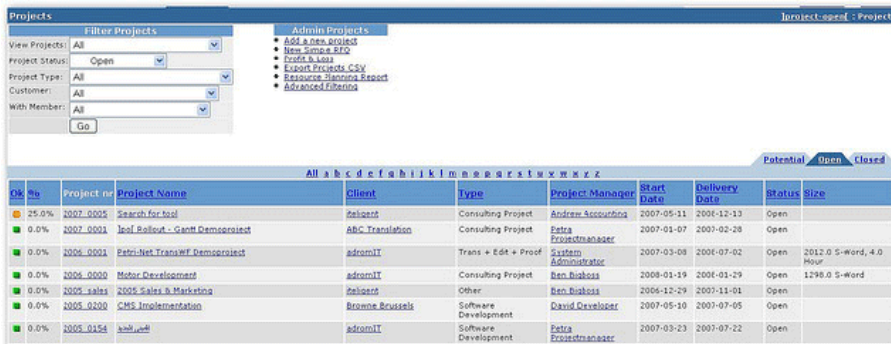 Projects
]project-open[ : Project
Filter Projects
View Projects: All
Project Status: Open
Project Type: All
Customer: All
With Member: All
Go
Admin Projects
Add a new project
New Simple RFQ
Profit & Loss
Export Projects CSV
Resource Planning Report
Advanced Filtering
Potential Open Closed
All a b c d e f g h i j k l m n o p q r s t u v w x y z
Ok % Project nr Project Name Client Type Project Manager Start Date Delivery Date Status Size
25.0% 2007_0005 Search for tool iteligent Consulting Project Andrew Accounting 2007-05-11 2008-12-13 Open
0.0% 2007_0001 ]po[ Rollout - Gantt Demoproject ABC Translation Consulting Project Petra Projectmanager 2007-01-07 2007-02-28 Open
0.0% 2006_0001 Petri-Net TransWF Demoproject adromIT Trans + Edit + Proof System Administrator 2007-03-08 2008-07-02 Open 2012.0 S-Word, 4.0 Hour
0.0% 2006_0000 Motor Development adromIT Consulting Project Ben Bigboss 2008-01-19 2008-01-29 Open 1298.0 S-Word
0.0% 2005_sales 2005 Sales & Marketing iteligent Other Ben Bigboss 2006-12-29 2007-11-01 Open
0.0% 2005_0200 CMS Implementation Browne Brussels Software Development David Developer 2007-05-10 2007-07-05 Open
0.0% 2005_0154 adromIT Software Development Petra Projectmanager 2007-03-23 2007-07-22 Open